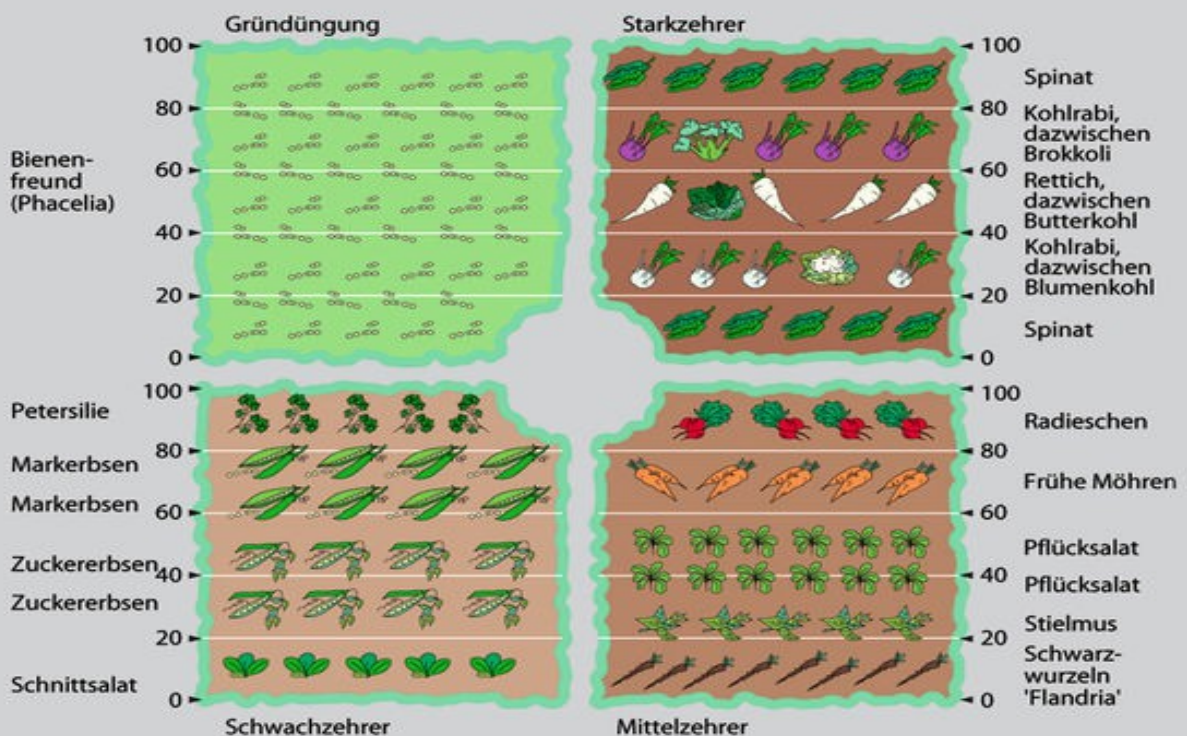 Gründüngung
100
80
60
40
20
0
Bienen-
freund
(Phacelia)
Starkzehrer
100
80
60
40
20
0
Spinat
Kohlrabi,
dazwischen
Brokkoli
Rettich,
dazwischen
Butterkohl
Kohlrabi,
dazwischen
Blumenkohl
Spinat
100
80
60
40
20
0
Petersilie
Markerbsen
Markerbsen
Zuckererbsen
Zuckererbsen
Schnittsalat
Schwachzehrer
100
80
60
40
20
0
Radieschen
Frühe Möhren
Pflücksalat
Pflücksalat
Stielmus
Schwarz-
wurzeln
'Flandria'
Mittelzehrer